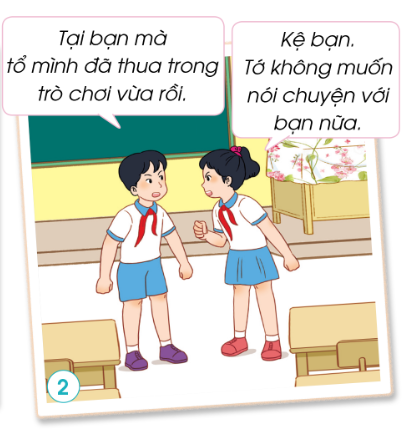 Tại bạn mà
tổ mình đã thua trong
trò chơi vừa rồi.
Kệ bạn.
Tớ không muốn
nói chuyện với
bạn nữa.
2